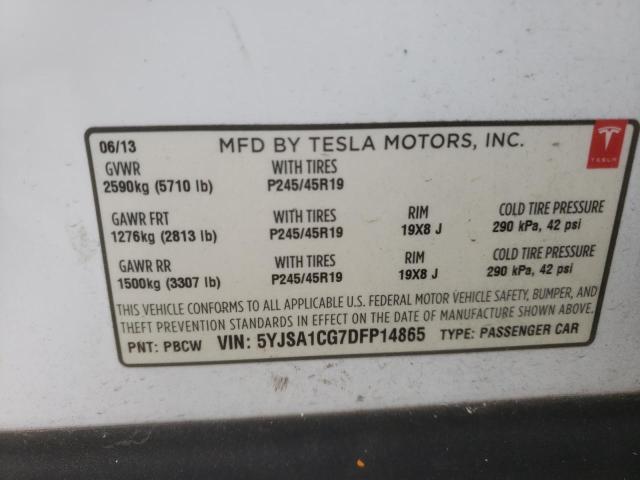 06/13 MFD BY TESLA MOTORS, INC.
TESLA
GVWR WITH TIRES
2590kg (5710 lb) P245/45R19
GAWR FRT WITH TIRES RIM COLD TIRE PRESSURE
1276kg (2813 lb) P245/45R19 19X8 J 290 kPa, 42 psi
GAWR RR WITH TIRES RIM COLD TIRE PRESSURE
1500kg (3307 lb) P245/45R19 19X8 J 290 kPa, 42 psi
THIS VEHICLE CONFORMS TO ALL APPLICABLE U.S. FEDERAL MOTOR VEHICLE SAFETY, BUMPER, AND
THEFT PREVENTION STANDARDS IN EFFECT ON THE DATE OF MANUFACTURE SHOWN ABOVE.
PNT: PBCW VIN: 5YJSA1CG7DFP14865 TYPE: PASSENGER CAR